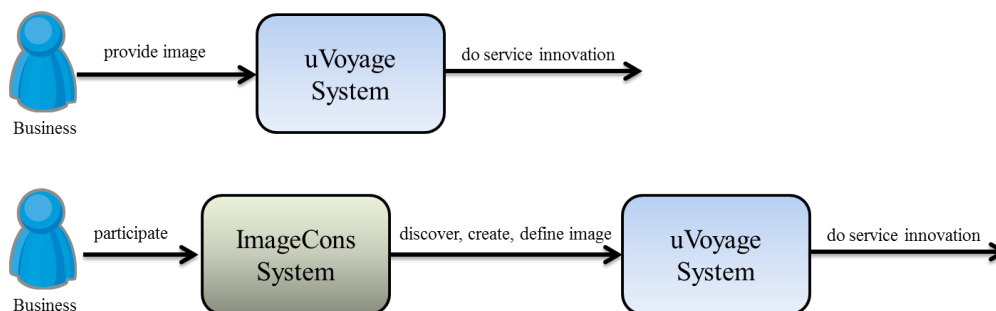 provide image
uVoyage
System
do service innovation
Business
participate
ImageCons
System
discover, create, define image
uVoyage
System
do service innovation
Business